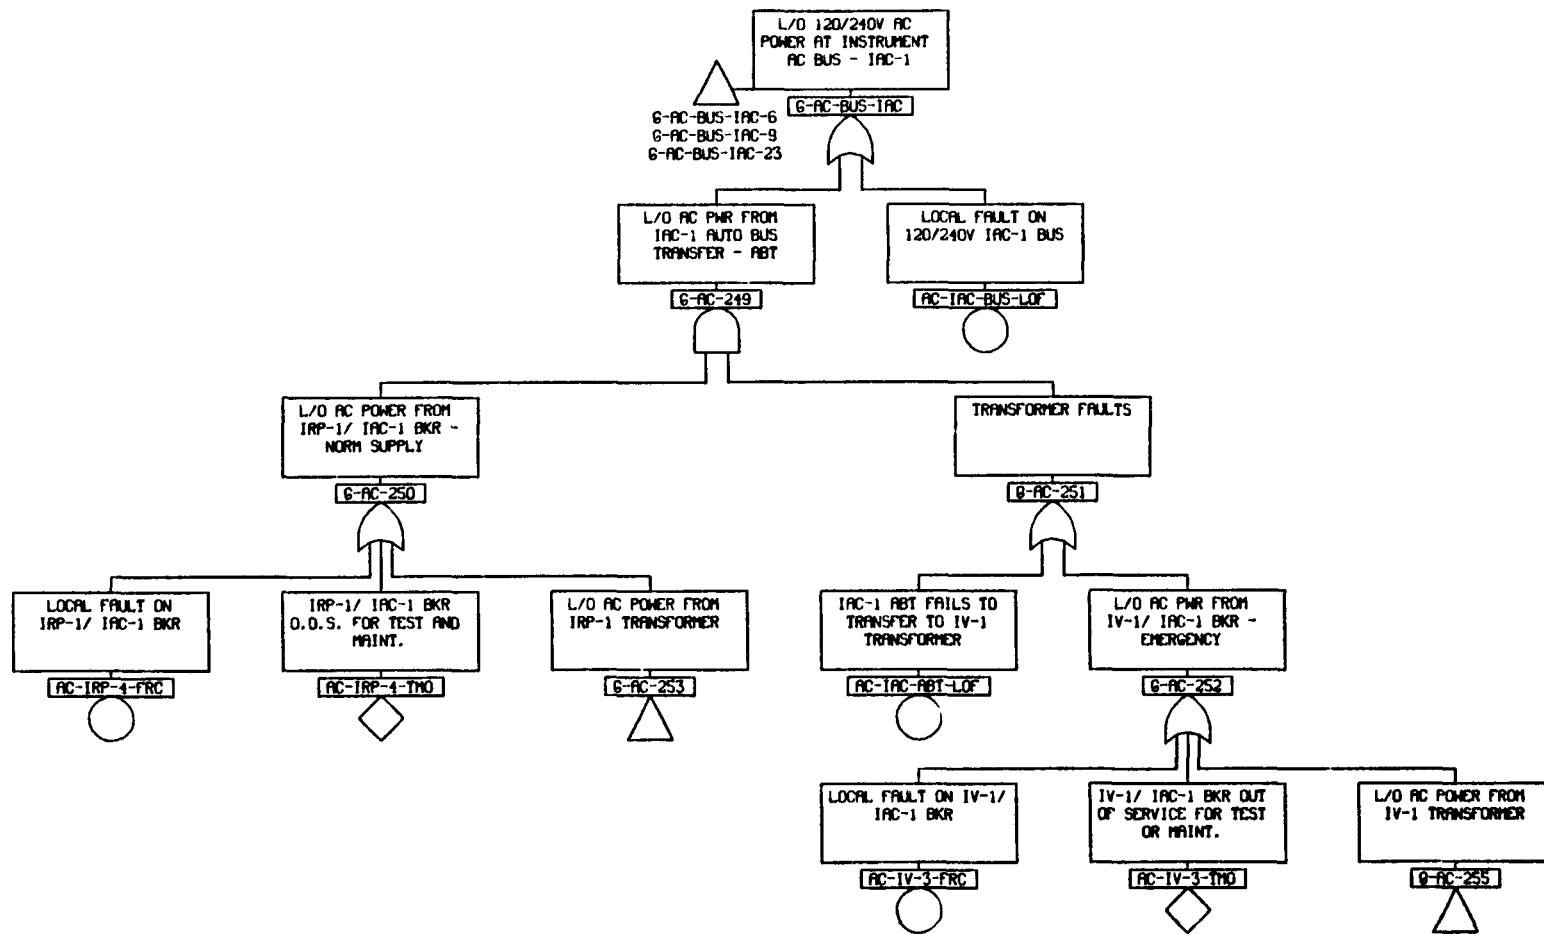 L/O 120/240V AC
POWER AT INSTRUMENT
AC BUS - IAC-1
G-AC-BUS-IAC
G-AC-BUS-IAC-6
G-AC-BUS-IAC-9
G-AC-BUS-IAC-23
L/O AC PWR FROM
IAC-1 AUTO BUS
TRANSFER - ABT
G-AC-249
LOCAL FAULT ON
120/240V IAC-1 BUS
AC-IAC-BUS-LOF
L/O AC POWER FROM
IRP-1/ IAC-1 BKR -
NORM SUPPLY
G-AC-250
TRANSFORMER FAULTS
G-AC-251
LOCAL FAULT ON
IRP-1/ IAC-1 BKR
AC-IRP-4-FRC
IRP-1/ IAC-1 BKR
O.O.S. FOR TEST AND
MAINT.
AC-IRP-4-TMO
L/O AC POWER FROM
IRP-1 TRANSFORMER
G-AC-253
IAC-1 ABT FAILS TO
TRANSFER TO IV-1
TRANSFORMER
AC-IAC-ABT-LOF
L/O AC PWR FROM
IV-1/ IAC-1 BKR -
EMERGENCY
G-AC-252
LOCAL FAULT ON IV-1/
IAC-1 BKR
AC-IV-3-FRC
IV-1/ IAC-1 BKR OUT
OF SERVICE FOR TEST
OR MAINT.
AC-IV-3-TMO
L/O AC POWER FROM
IV-1 TRANSFORMER
G-AC-255